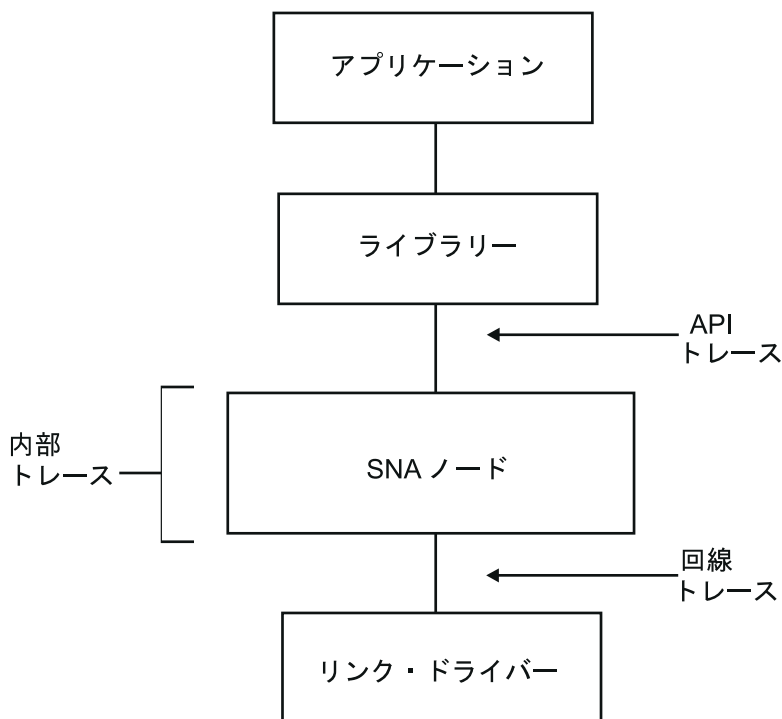 アプリケーション
ライブラリー
API
トレース
内部
トレース
SNA ノード
回線
トレース
リンク・ドライバー